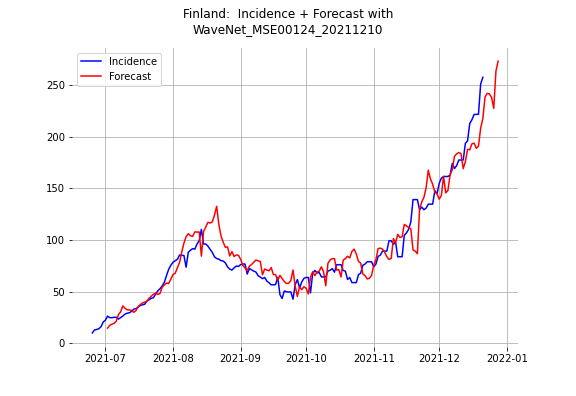 Finland:  Incidence + Forecast with
WaveNet_MSE00124_20211210
Incidence
Forecast
250
200
150
100
50
0
2021-07 2021-08 2021-09 2021-10 2021-11 2021-12 2022-01